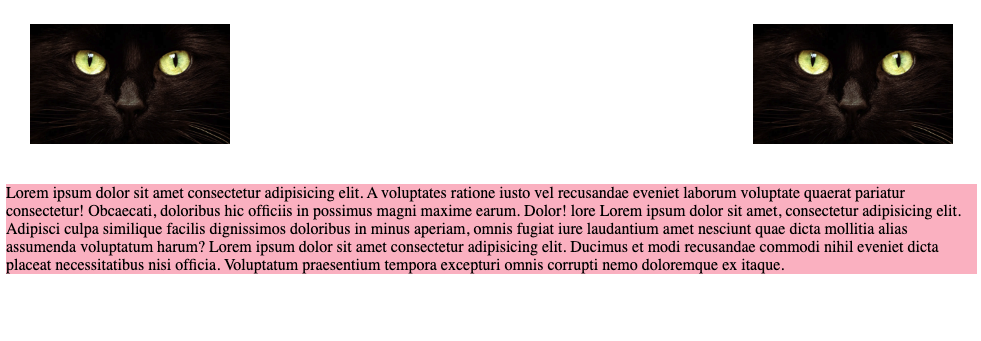 Lorem ipsum dolor sit amet consectetur adipisicing elit. A voluptates ratione iusto vel recusandae eveniet laborum voluptate quaerat pariatur
consectetur! Obcaecati, doloribus hic officiis in possimus magni maxime earum. Dolor! lore Lorem ipsum dolor sit amet, consectetur adipisicing elit.
Adipisci culpa similique facilis dignissimos doloribus in minus aperiam, omnis fugiat iure laudantium amet nesciunt quae dicta mollitia alias
assumenda voluptatum harum? Lorem ipsum dolor sit amet consectetur adipisicing elit. Ducimus et modi recusandae commodi nihil eveniet dicta
placeat necessitatibus nisi officia. Voluptatum praesentium tempora excepturi omnis corrupti nemo doloremque ex itaque.